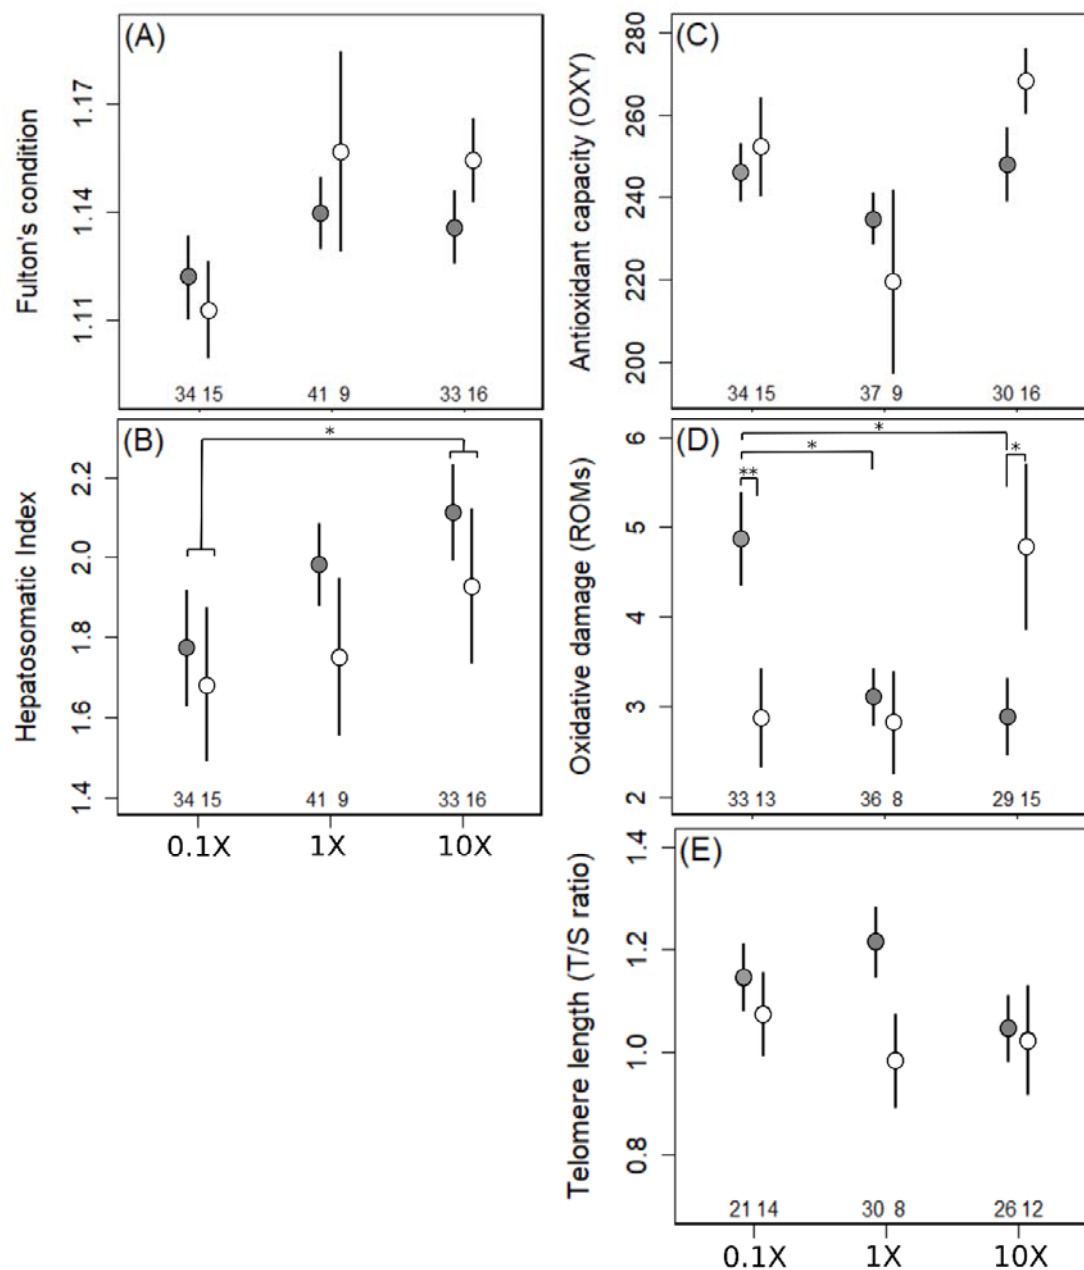 (A)
Fulton's condition
1.17
1.14
1.11
34 15
41 9
33 16
(B)
*
Hepatosomatic Index
2.2
2.0
1.8
1.6
1.4
34 15
41 9
33 16
0.1X
1X
10X
(C)
Antioxidant capacity (OXY)
280
260
240
220
200
34 15
37 9
30 16
(D)
*
*
*
**
Oxidative damage (ROMs)
6
5
4
3
2
33 13
36 8
29 15
(E)
Telomere length (T/S ratio)
1.4
1.2
1.0
0.8
21 14
30 8
26 12
0.1X
1X
10X